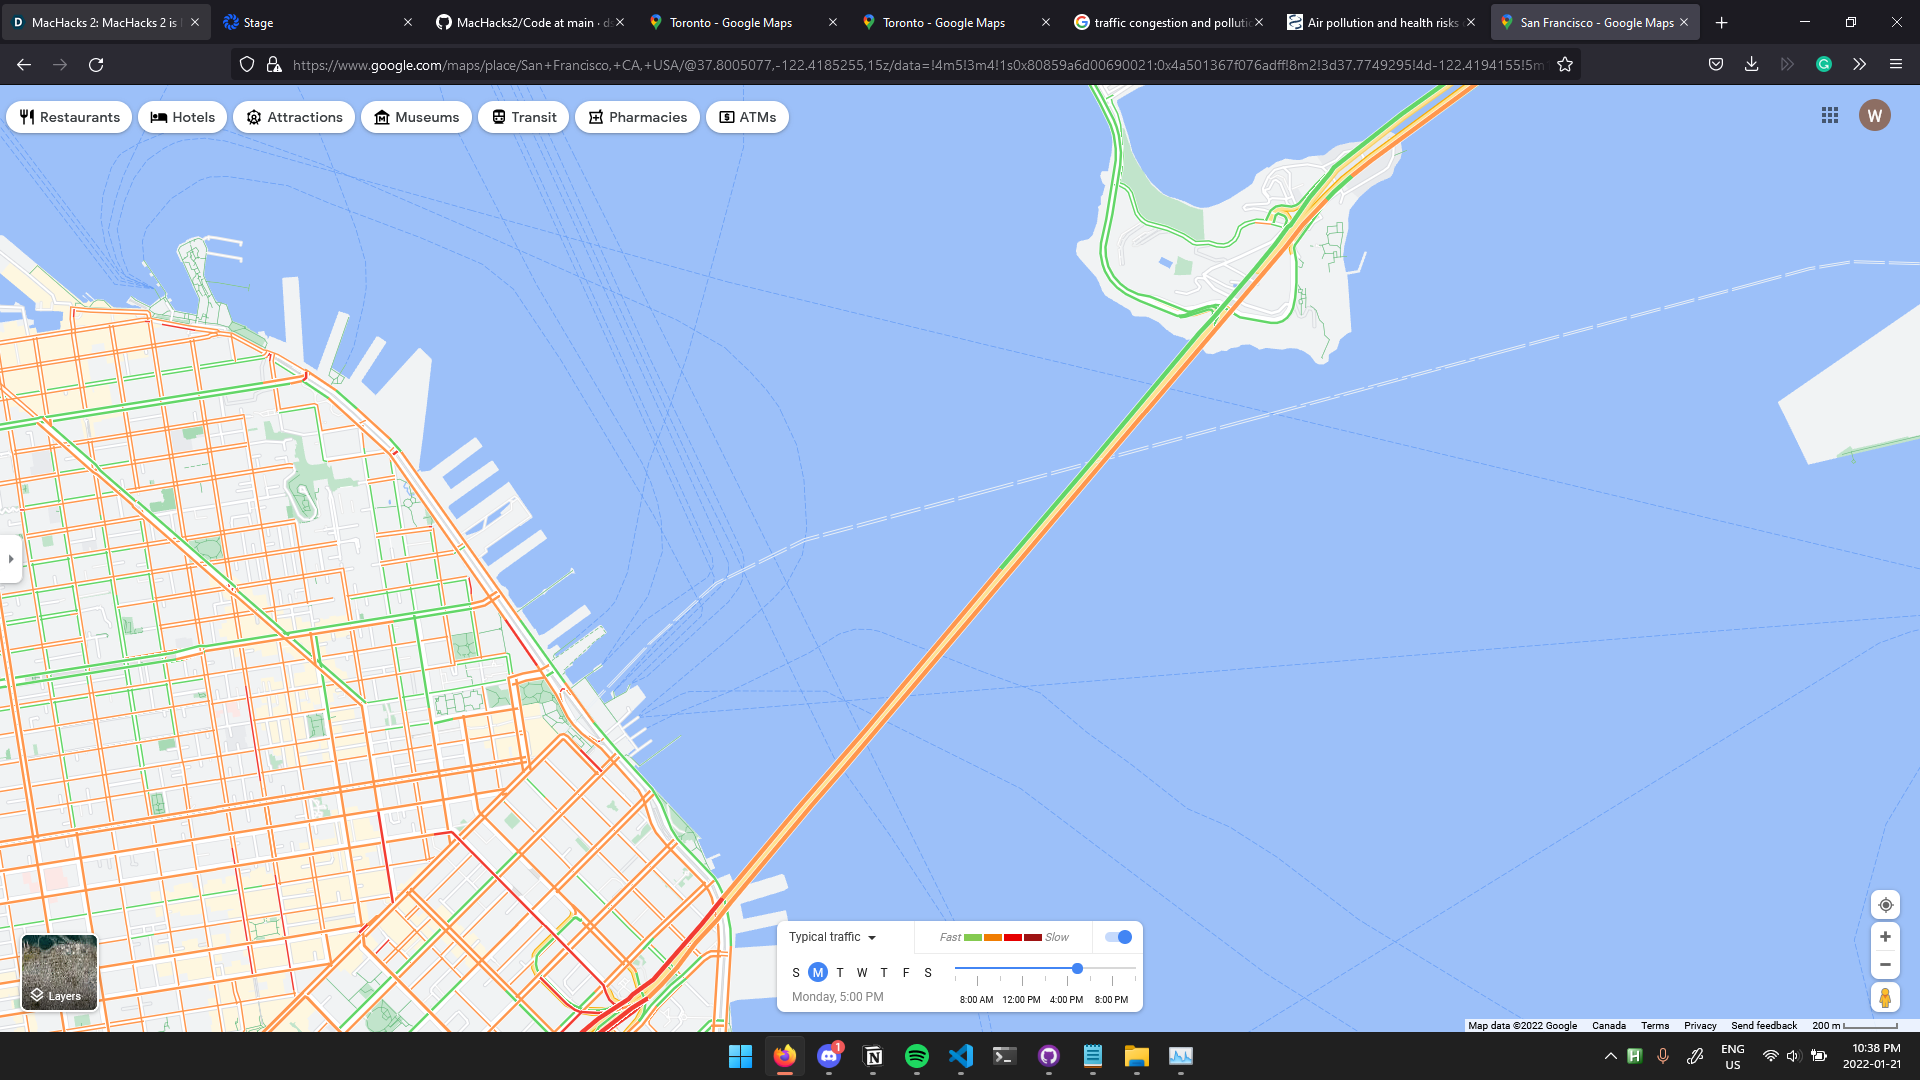 MacHacks 2: MacHacks 2 is
Stage
MacHacks2/Code at main · ds
Toronto - Google Maps
Toronto - Google Maps
traffic congestion and pollutio
Air pollution and health risks
San Francisco - Google Maps
https://www.google.com/maps/place/San+Francisco,+CA,+USA/@37.8005077,-122.4185255,15z/data=!4m5!3m4!1s0x80859a6d00690021:0x4a501367f076adff!8m2!3d37.7749295!4d-122.4194155!5m1
Restaurants
Hotels
Attractions
Museums
Transit
Pharmacies
ATMs
W
Layers
Typical traffic
Fast
Slow
S M T W T F S
Monday, 5:00 PM
8:00 AM 12:00 PM 4:00 PM 8:00 PM
Map data ©2022 Google Canada Terms Privacy Send feedback 200 m
1
ENG
US
10:38 PM
2022-01-21